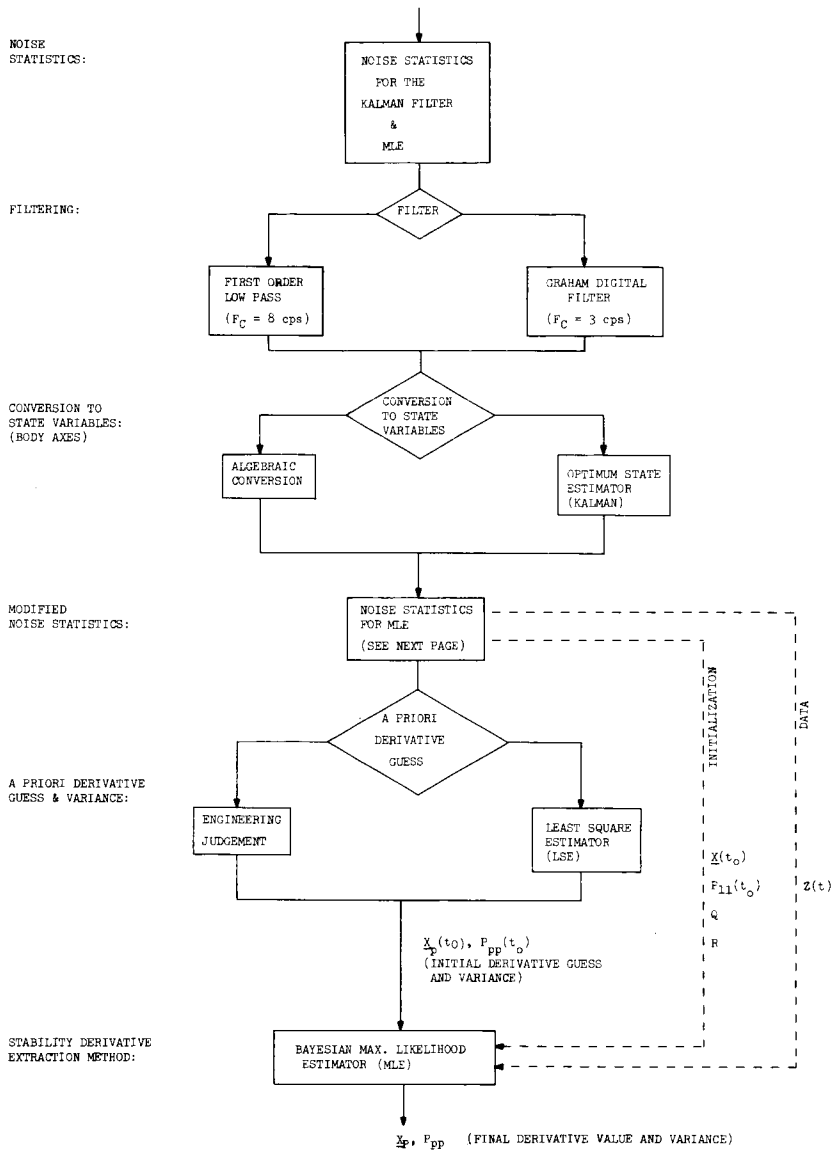 NOISE
STATISTICS:
NOISE STATISTICS
FOR THE
KALMAN FILTER
&
MLE
FILTERING:
FILTER
FIRST ORDER
LOW PASS
(F_C = 8 cps)
GRAHAM DIGITAL
FILTER
(F_C = 3 cps)
CONVERSION TO
STATE VARIABLES:
(BODY AXES)
CONVERSION
TO STATE
VARIABLES
ALGEBRAIC
CONVERSION
OPTIMUM STATE
ESTIMATOR
(KALMAN)
MODIFIED
NOISE STATISTICS:
NOISE STATISTICS
FOR MLE
(SEE NEXT PAGE)
INITIALIZATION
DATA
A PRIORI
DERIVATIVE
GUESS
A PRIORI DERIVATIVE
GUESS & VARIANCE:
ENGINEERING
JUDGEMENT
LEAST SQUARE
ESTIMATOR
(LSE)
X(t_o)
P_11(t_o)
Q
R
Z(t)
X_p(t_o), P_pp(t_o)
(INITIAL DERIVATIVE GUESS
AND VARIANCE)
STABILITY DERIVATIVE
EXTRACTION METHOD:
BAYESIAN MAX. LIKELIHOOD
ESTIMATOR (MLE)
X_p, P_pp (FINAL DERIVATIVE VALUE AND VARIANCE)